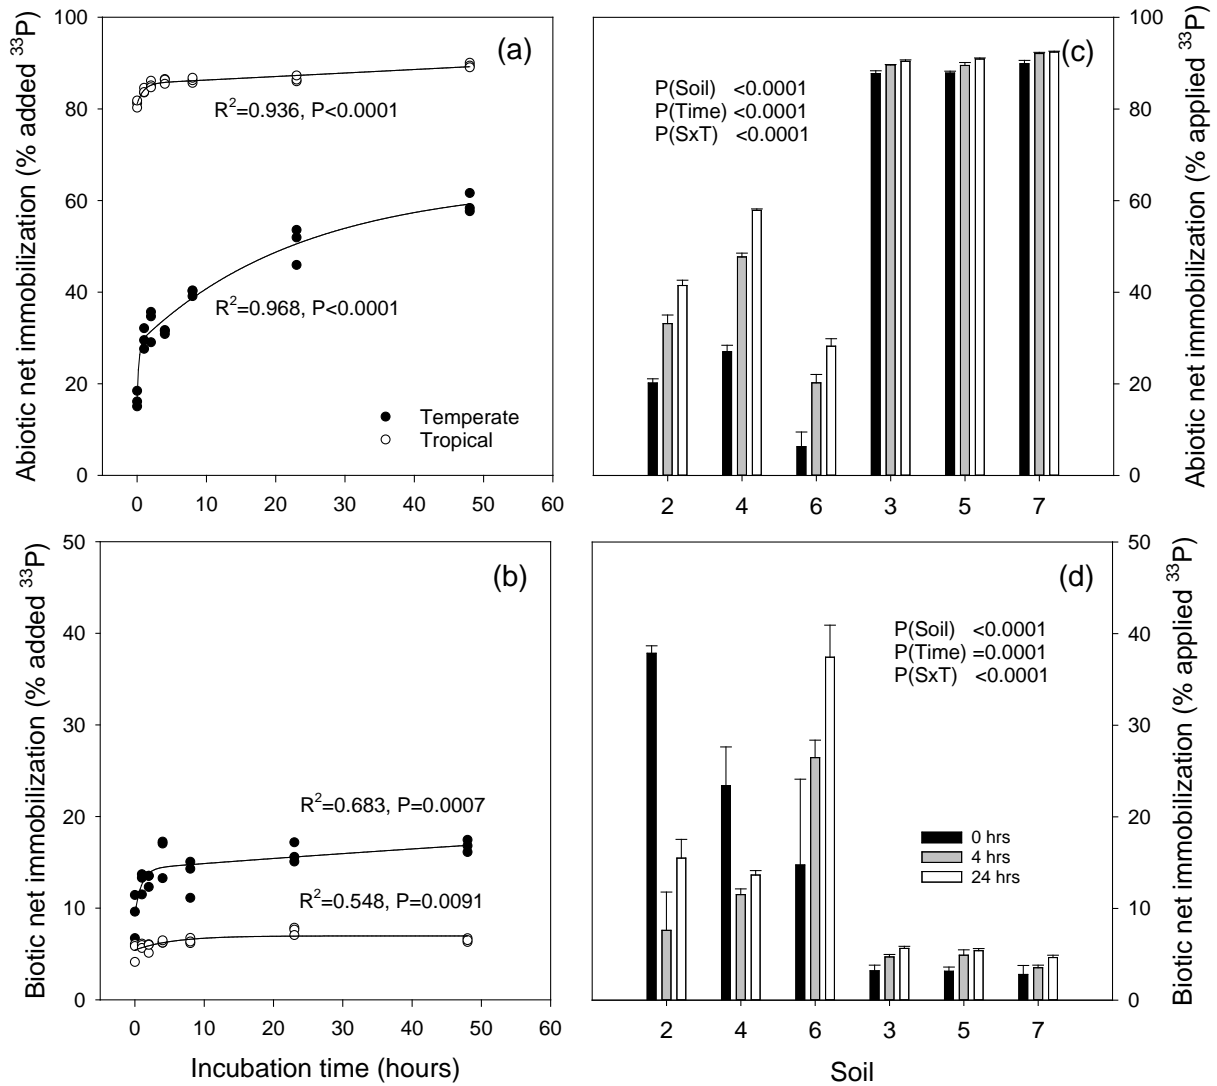 Abiotic net immobilization (% added ³³P)
100
80
60
40
20
0
(a)
R²=0.936, P<0.0001
R²=0.968, P<0.0001
Temperate
Tropical
0 10 20 30 40 50 60
(c)
P(Soil) <0.0001
P(Time) <0.0001
P(SxT) <0.0001
2 4 6 3 5 7
100
80
60
40
20
0
Abiotic net immobilization (% applied ³³P)
Biotic net immobilization (% added ³³P)
50
40
30
20
10
0
(b)
R²=0.683, P=0.0007
R²=0.548, P=0.0091
0 10 20 30 40 50 60
Incubation time (hours)
(d)
P(Soil) <0.0001
P(Time) =0.0001
P(SxT) <0.0001
0 hrs
4 hrs
24 hrs
2 4 6 3 5 7
Soil
50
40
30
20
10
0
Biotic net immobilization (% applied ³³P)